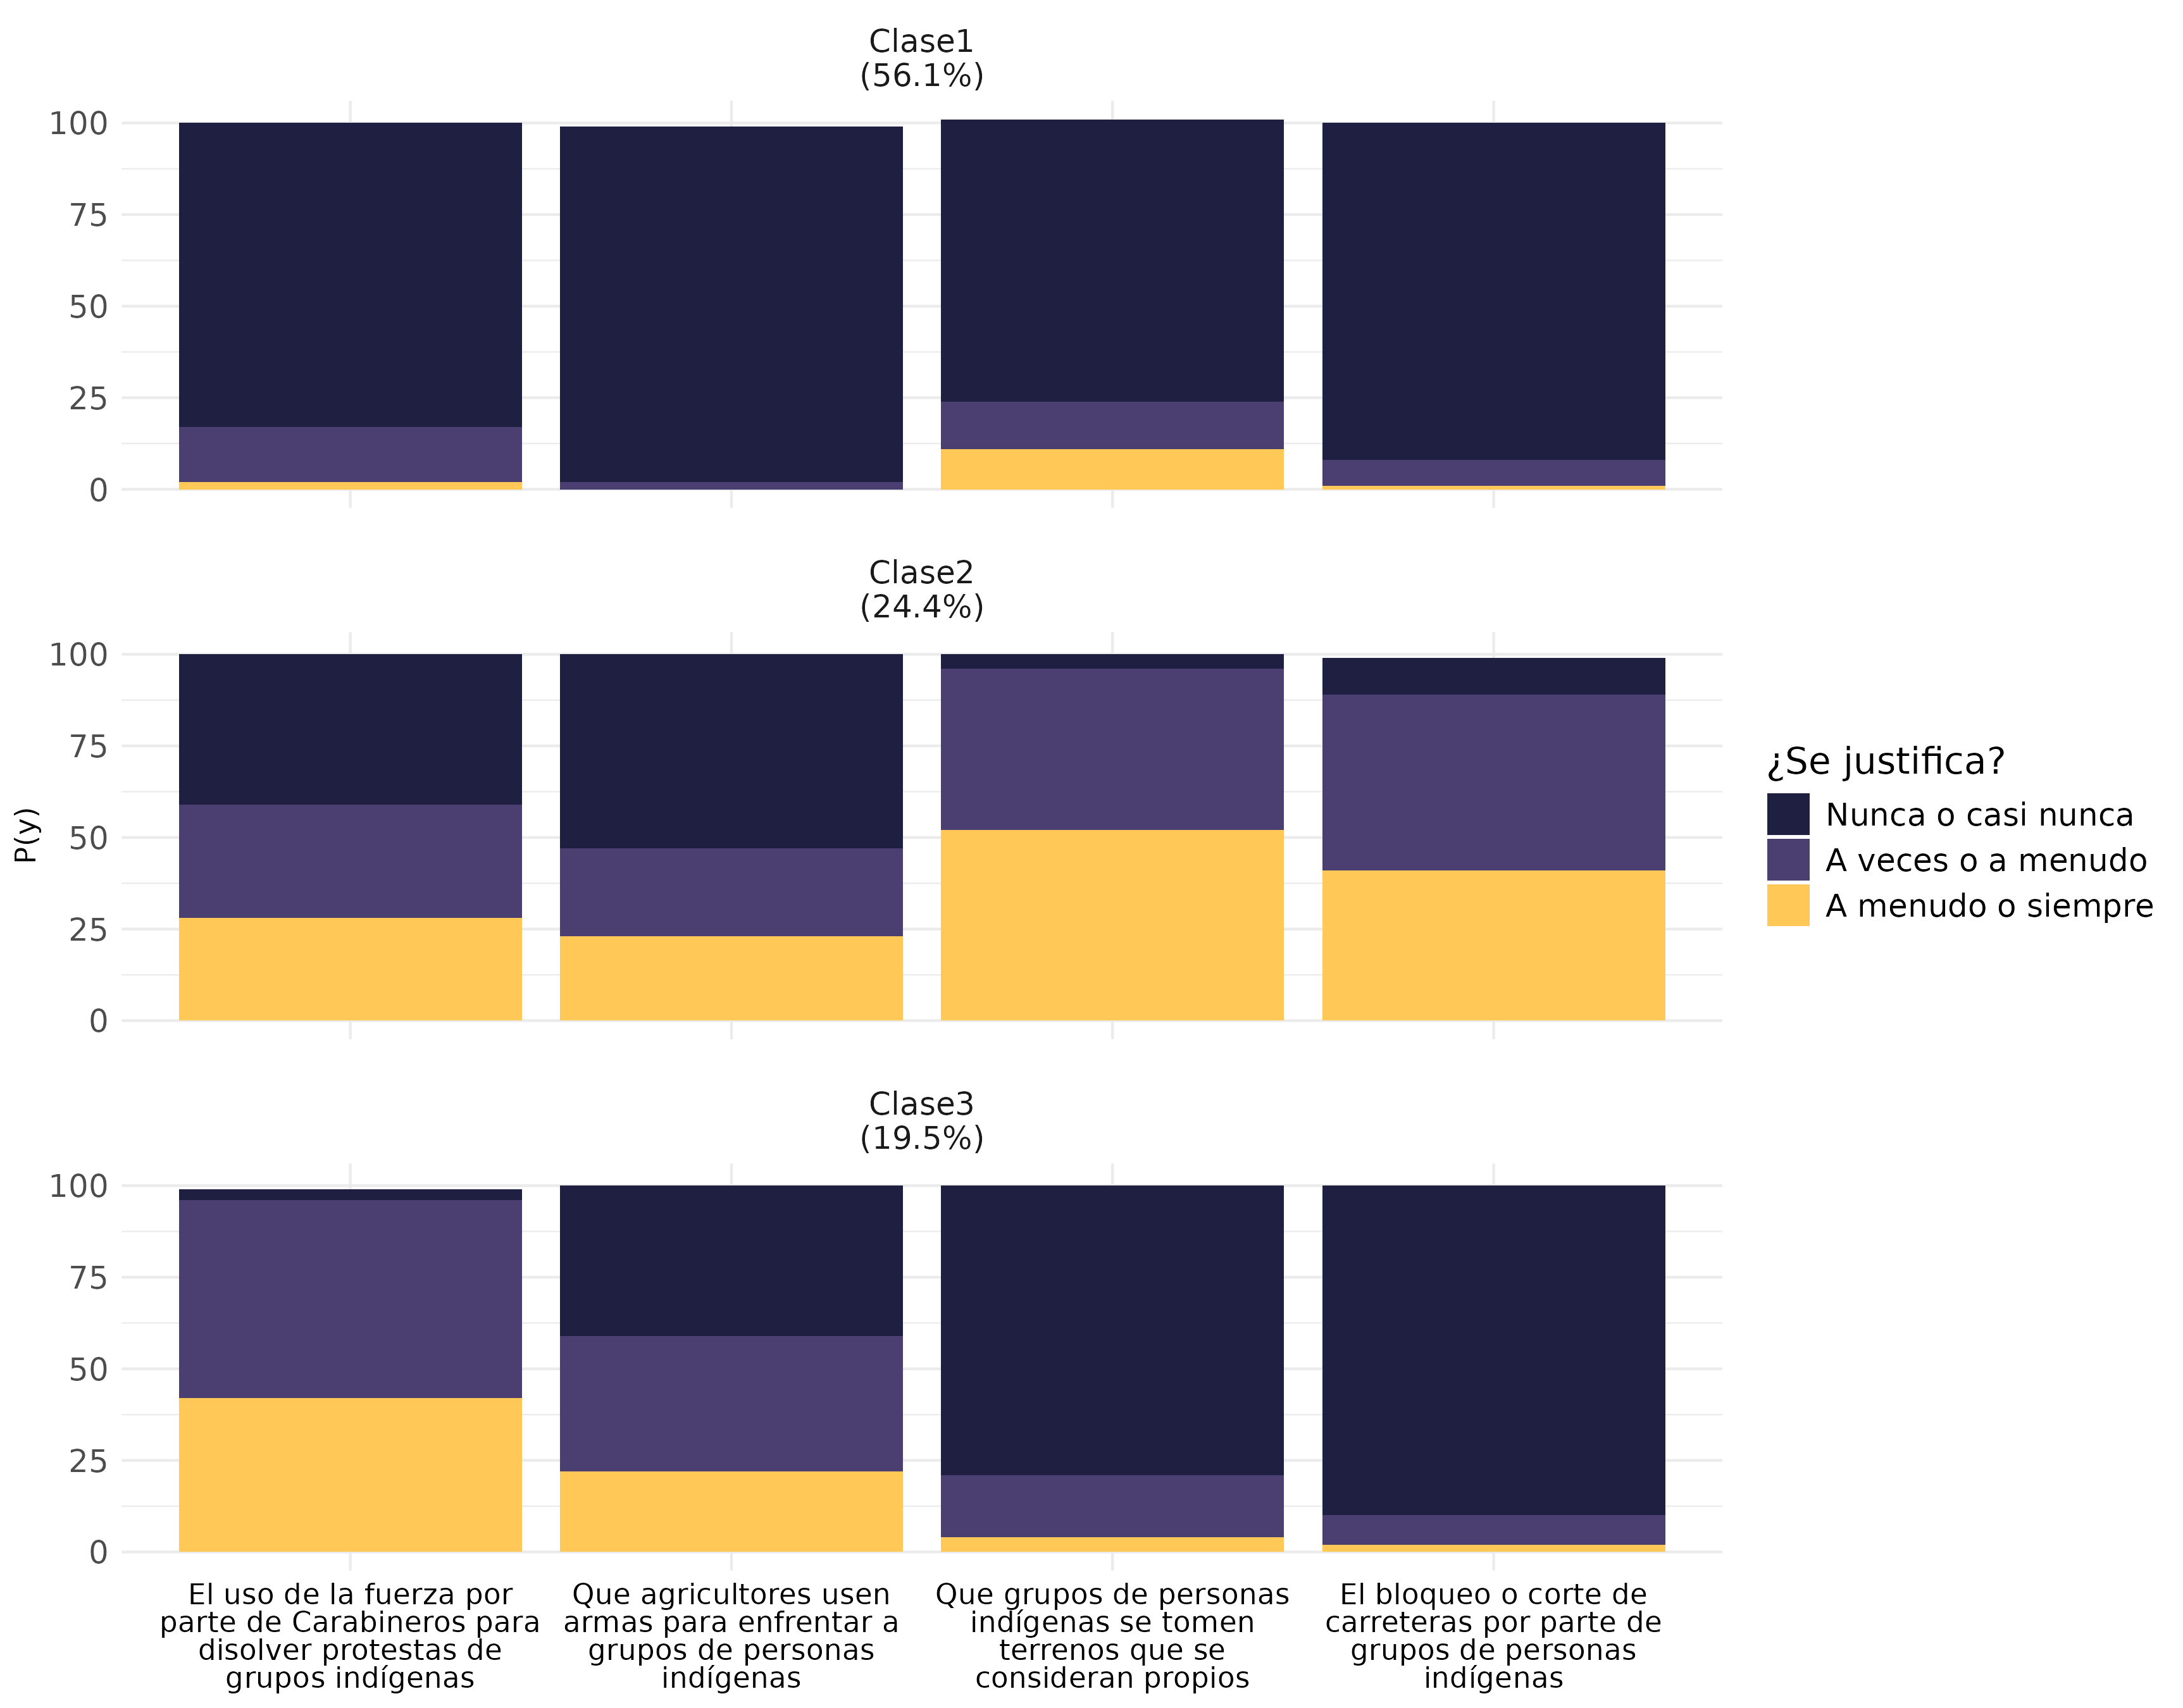 Clase1
(56.1%)
100
75
50
25
0
Clase2
(24.4%)
100
75
50
25
0
P(y)
Clase3
(19.5%)
100
75
50
25
0
El uso de la fuerza por
parte de Carabineros para
disolver protestas de
grupos indígenas
Que agricultores usen
armas para enfrentar a
grupos de personas
indígenas
Que grupos de personas
indígenas se tomen
terrenos que se
consideran propios
El bloqueo o corte de
carreteras por parte de
grupos de personas
indígenas
¿Se justifica?
Nunca o casi nunca
A veces o a menudo
A menudo o siempre